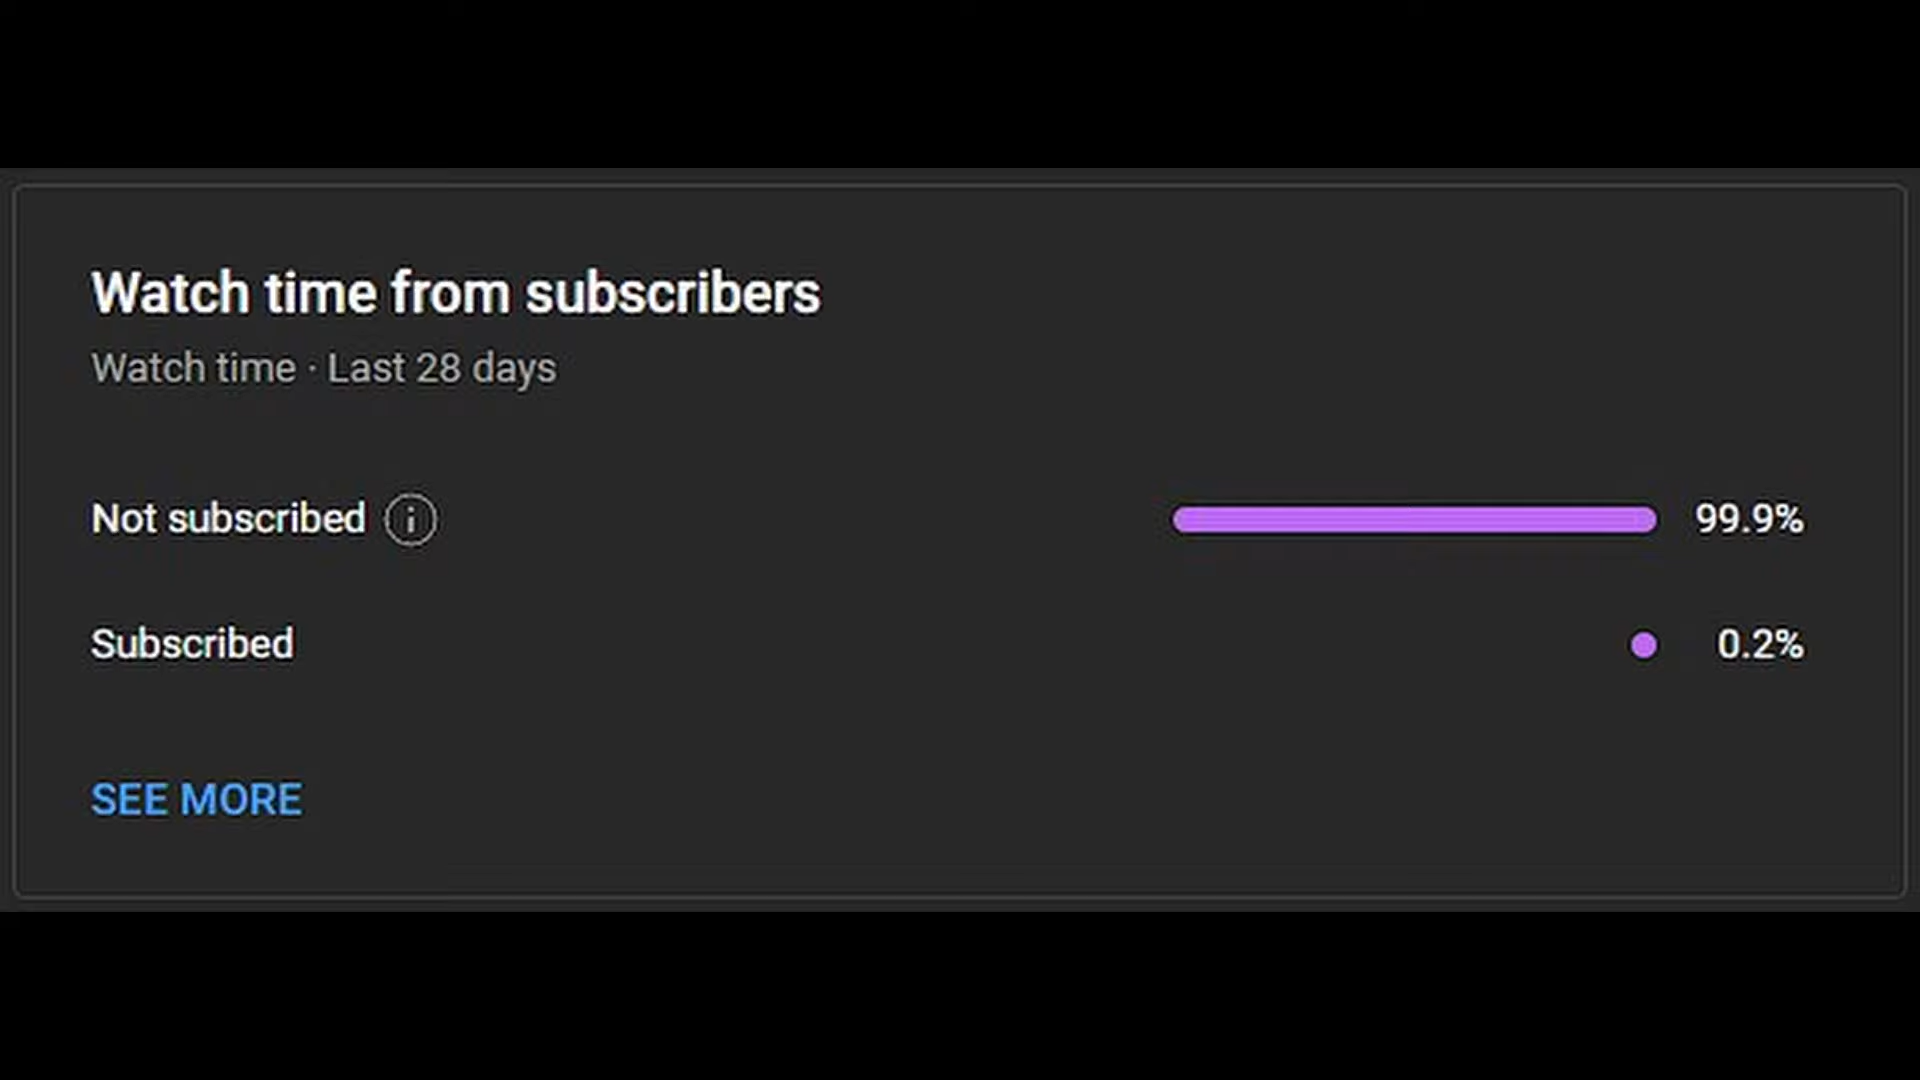 Watch time from subscribers
Watch time · Last 28 days
Not subscribed
99.9%
Subscribed
0.2%
SEE MORE